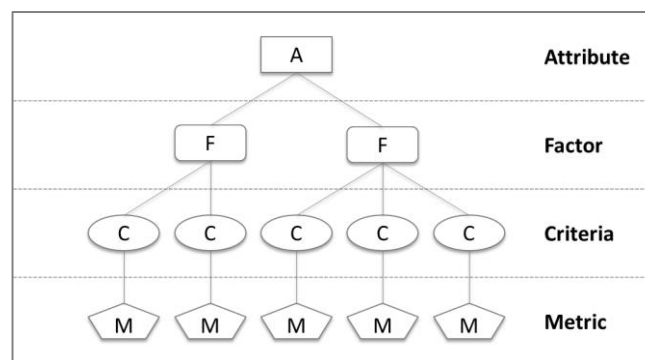 A Attribute
F F Factor
C C C C C Criteria
M M M M M Metric